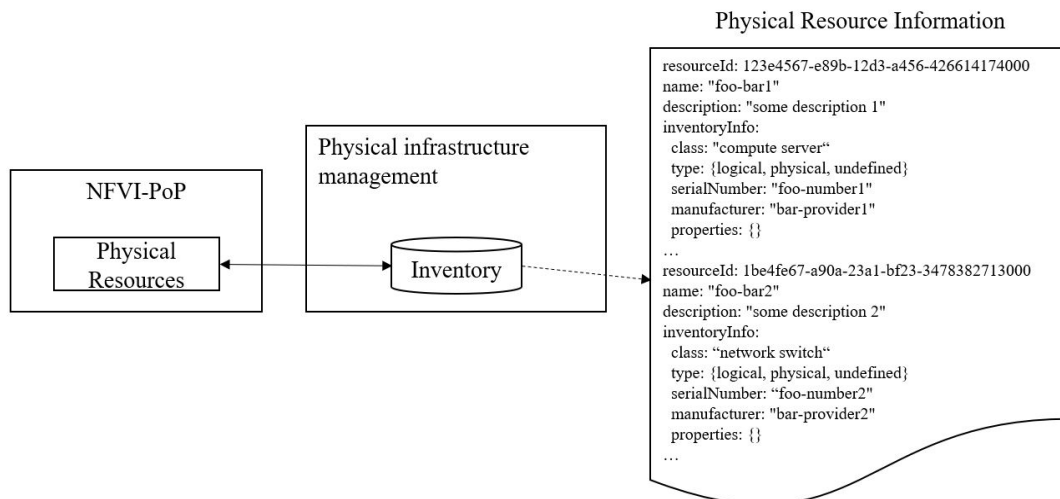 Physical Resource Information
NFVI-PoP
Physical
Resources
Physical infrastructure
management
Inventory
resourceId: 123e4567-e89b-12d3-a456-426614174000
name: "foo-bar1"
description: "some description 1"
inventoryInfo:
class: "compute server“
type: {logical, physical, undefined}
serialNumber: "foo-number1"
manufacturer: "bar-provider1"
properties: {}
…
resourceId: 1be4fe67-a90a-23a1-bf23-3478382713000
name: "foo-bar2"
description: "some description 2"
inventoryInfo:
class: “network switch“
type: {logical, physical, undefined}
serialNumber: “foo-number2"
manufacturer: "bar-provider2"
properties: {}
…